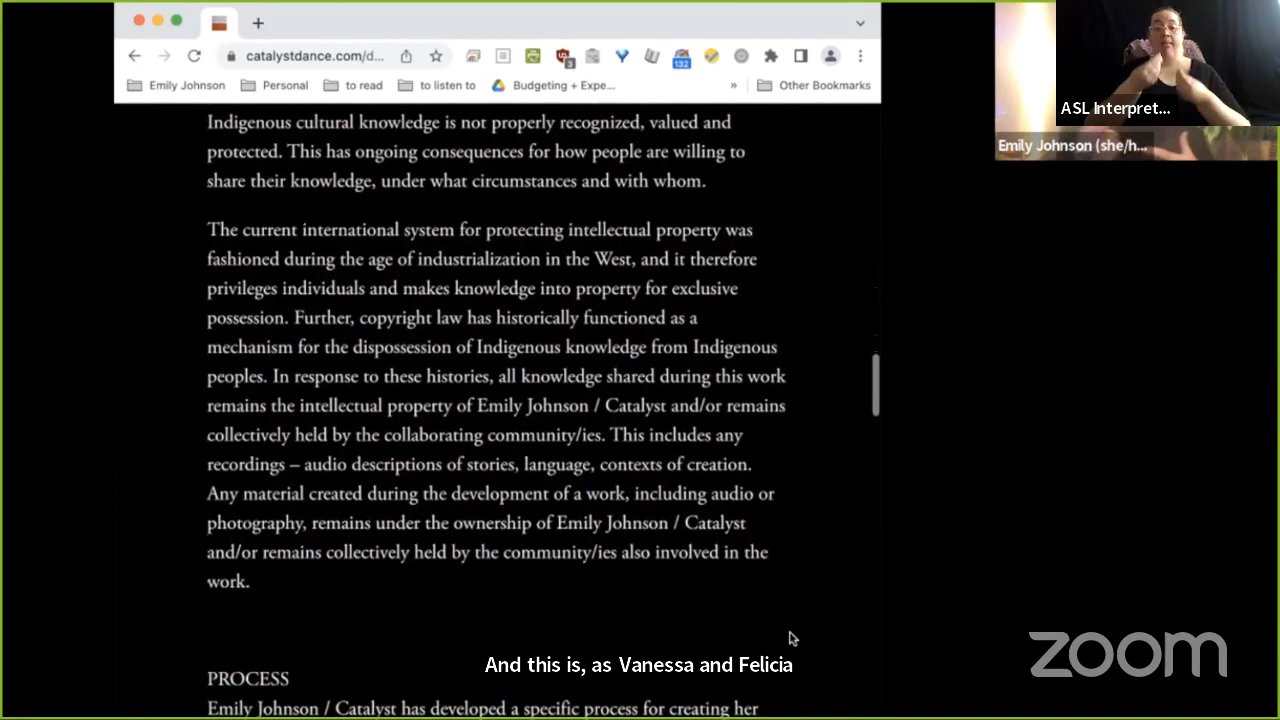 catalystdance.com/d...
3
132
Emily Johnson
Personal
to read
to listen to
Budgeting + Expe...
»
Other Bookmarks
ASL Interpret...
Emily Johnson (she/h...
Indigenous cultural knowledge is not properly recognized, valued and
protected. This has ongoing consequences for how people are willing to
share their knowledge, under what circumstances and with whom.
The current international system for protecting intellectual property was
fashioned during the age of industrialization in the West, and it therefore
privileges individuals and makes knowledge into property for exclusive
possession. Further, copyright law has historically functioned as a
mechanism for the dispossession of Indigenous knowledge from Indigenous
peoples. In response to these histories, all knowledge shared during this work
remains the intellectual property of Emily Johnson / Catalyst and/or remains
collectively held by the collaborating community/ies. This includes any
recordings – audio descriptions of stories, language, contexts of creation.
Any material created during the development of a work, including audio or
photography, remains under the ownership of Emily Johnson / Catalyst
and/or remains collectively held by the community/ies also involved in the
work.
And this is, as Vanessa and Felicia
PROCESS
Emily Johnson / Catalyst has developed a specific process for creating her
zoom